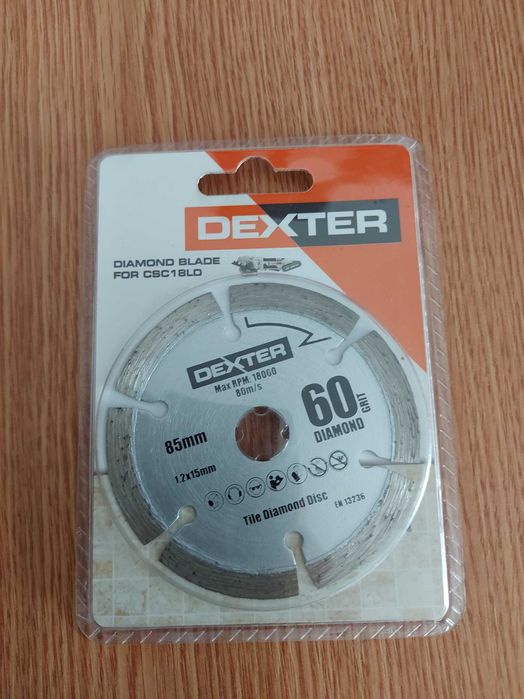 DEXTER
DIAMOND BLADE
FOR CSC18LD
DEXTER
Max RPM: 18000
80m/s
60
GRIT
DIAMOND
85mm
1.2x15mm
EN 13236
Tile Diamond Disc